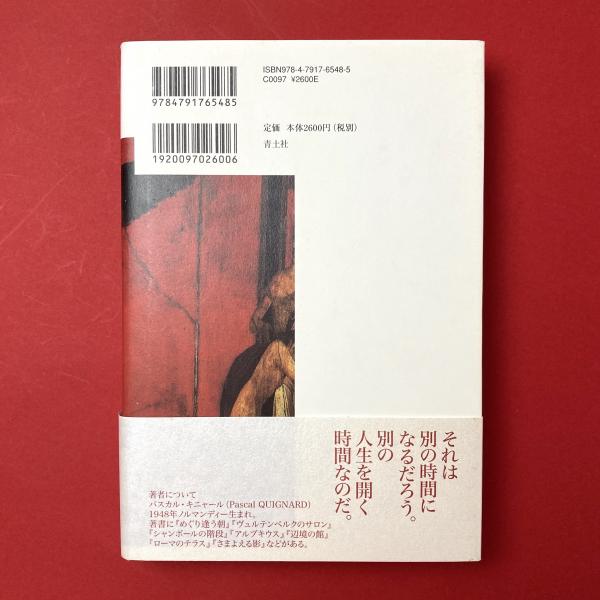 ISBN978-4-7917-6548-5
C0097 ¥2600E
9784791765485
定価 本体2600円（税別）
青土社
1920097026006
それは
別の時間に
なるだろう。
別の
人生を開く
時間なのだ。
著者について
パスカル・キニャール（Pascal QUIGNARD）
1948年ノルマンディー生まれ。
著書に『めぐり逢う朝』『ヴュルテンベルクのサロン』
『シャンボールの階段』『アルブキウス』『辺境の館』
『ローマのテラス』『さまよえる影』などがある。